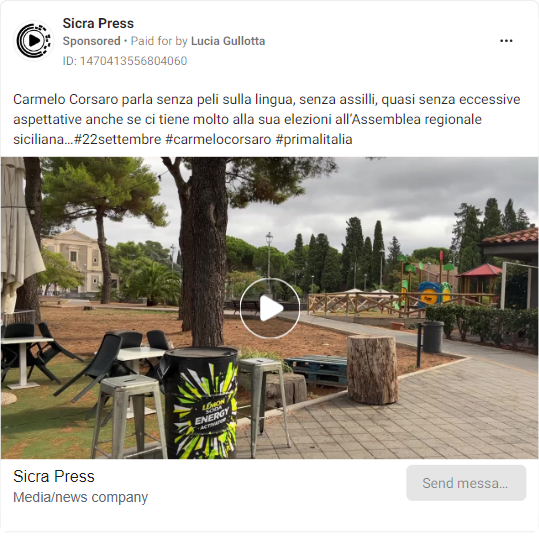 Sicra Press
Sponsored • Paid for by Lucia Gullotta
ID: 1470413556804060
Carmelo Corsaro parla senza peli sulla lingua, senza assilli, quasi senza eccessive
aspettative anche se ci tiene molto alla sua elezioni all'Assemblea regionale
siciliana...#22settembre #carmelocorsaro #primalitalia
LEMON
SODA
ENERGY
ACTIVATOR
Sicra Press
Media/news company
Send messa...